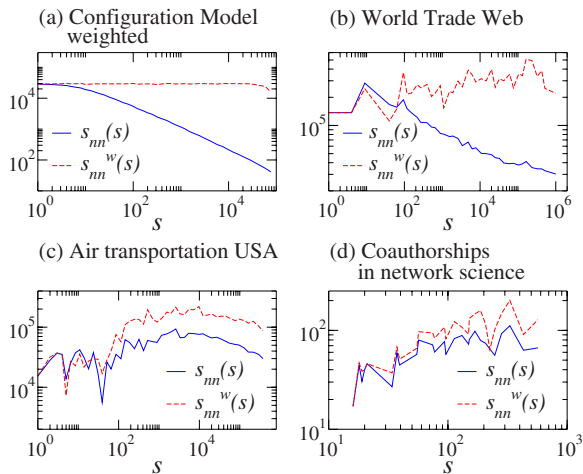 (a) Configuration Model
weighted
10^4
10^2
s_nn(s)
s_nn^w(s)
10^0 10^2 10^4
s
(b) World Trade Web
10^5
s_nn(s)
s_nn^w(s)
10^0 10^2 10^4 10^6
s
(c) Air transportation USA
10^5
10^4
s_nn(s)
s_nn^w(s)
10^0 10^2 10^4
s
(d) Coauthorships
in network science
10^2
10^1
s_nn(s)
s_nn^w(s)
10^1 10^2 10^3
s